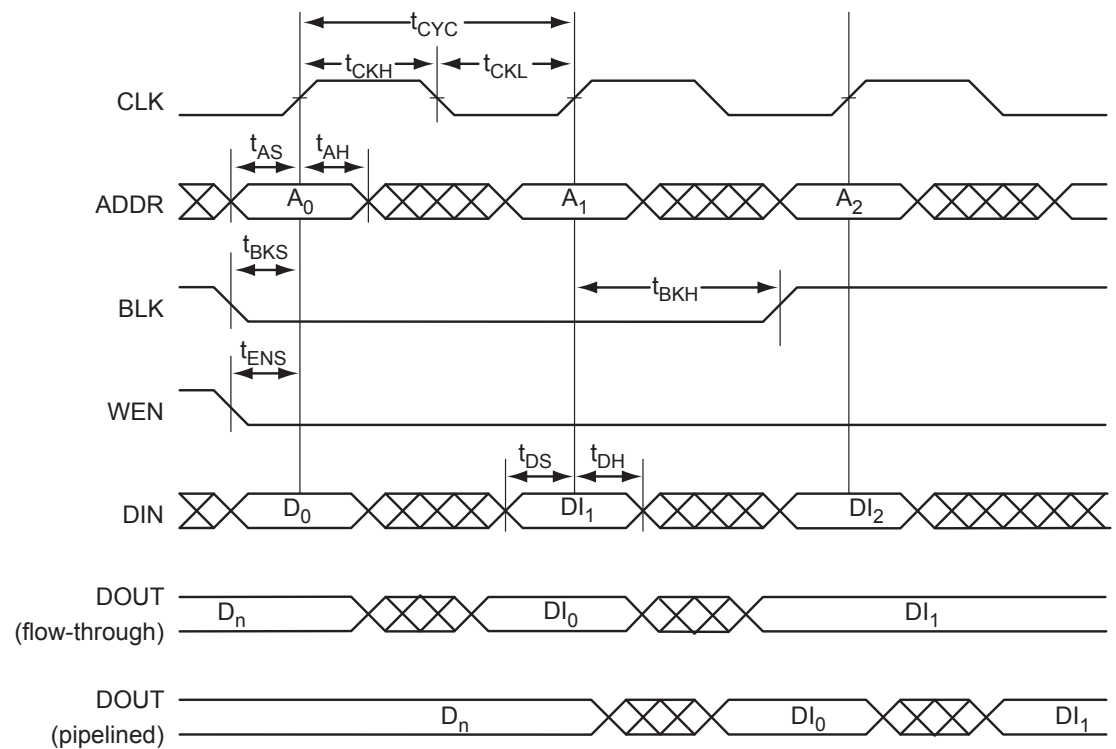 tCYC
tCKH tCKL
CLK
tAS tAH
ADDR A0 A1 A2
tBKS
BLK tBKH
tENS
WEN
tDS tDH
DIN D0 DI1 DI2
DOUT
(flow-through) Dn DI0 DI1
DOUT
(pipelined) Dn DI0 DI1